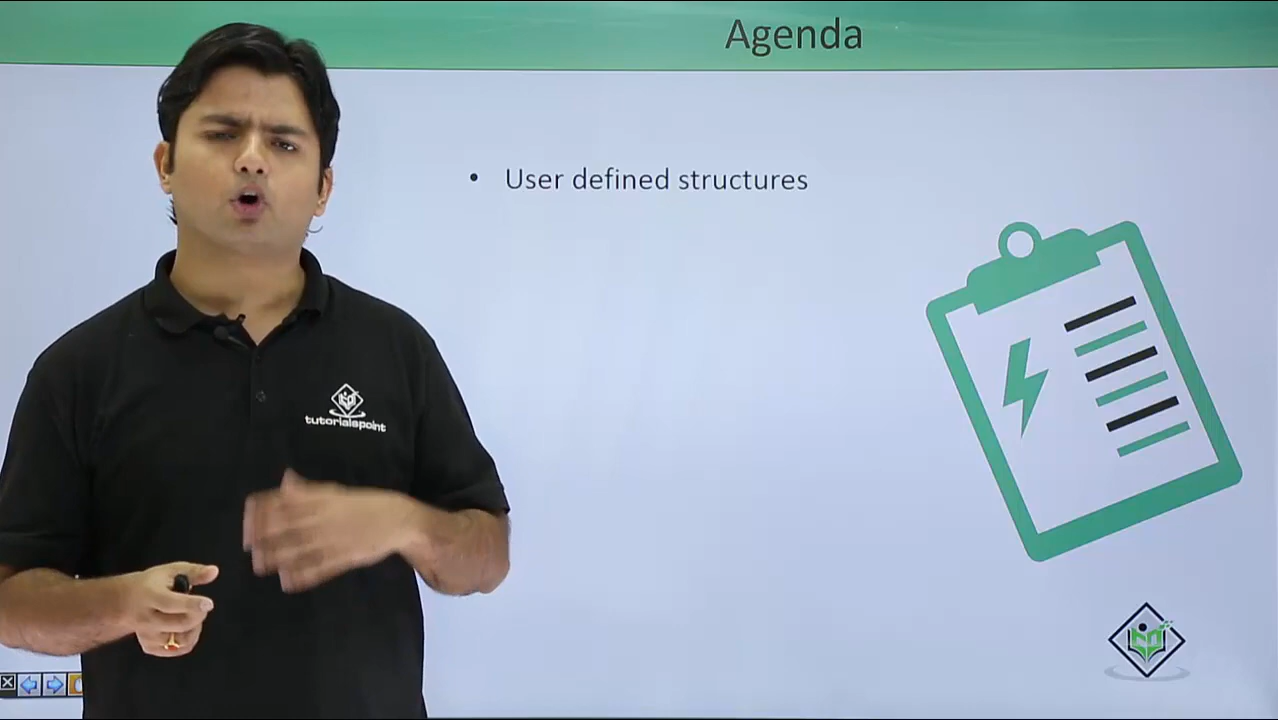 Agenda
• User defined structures
tutorialspoint